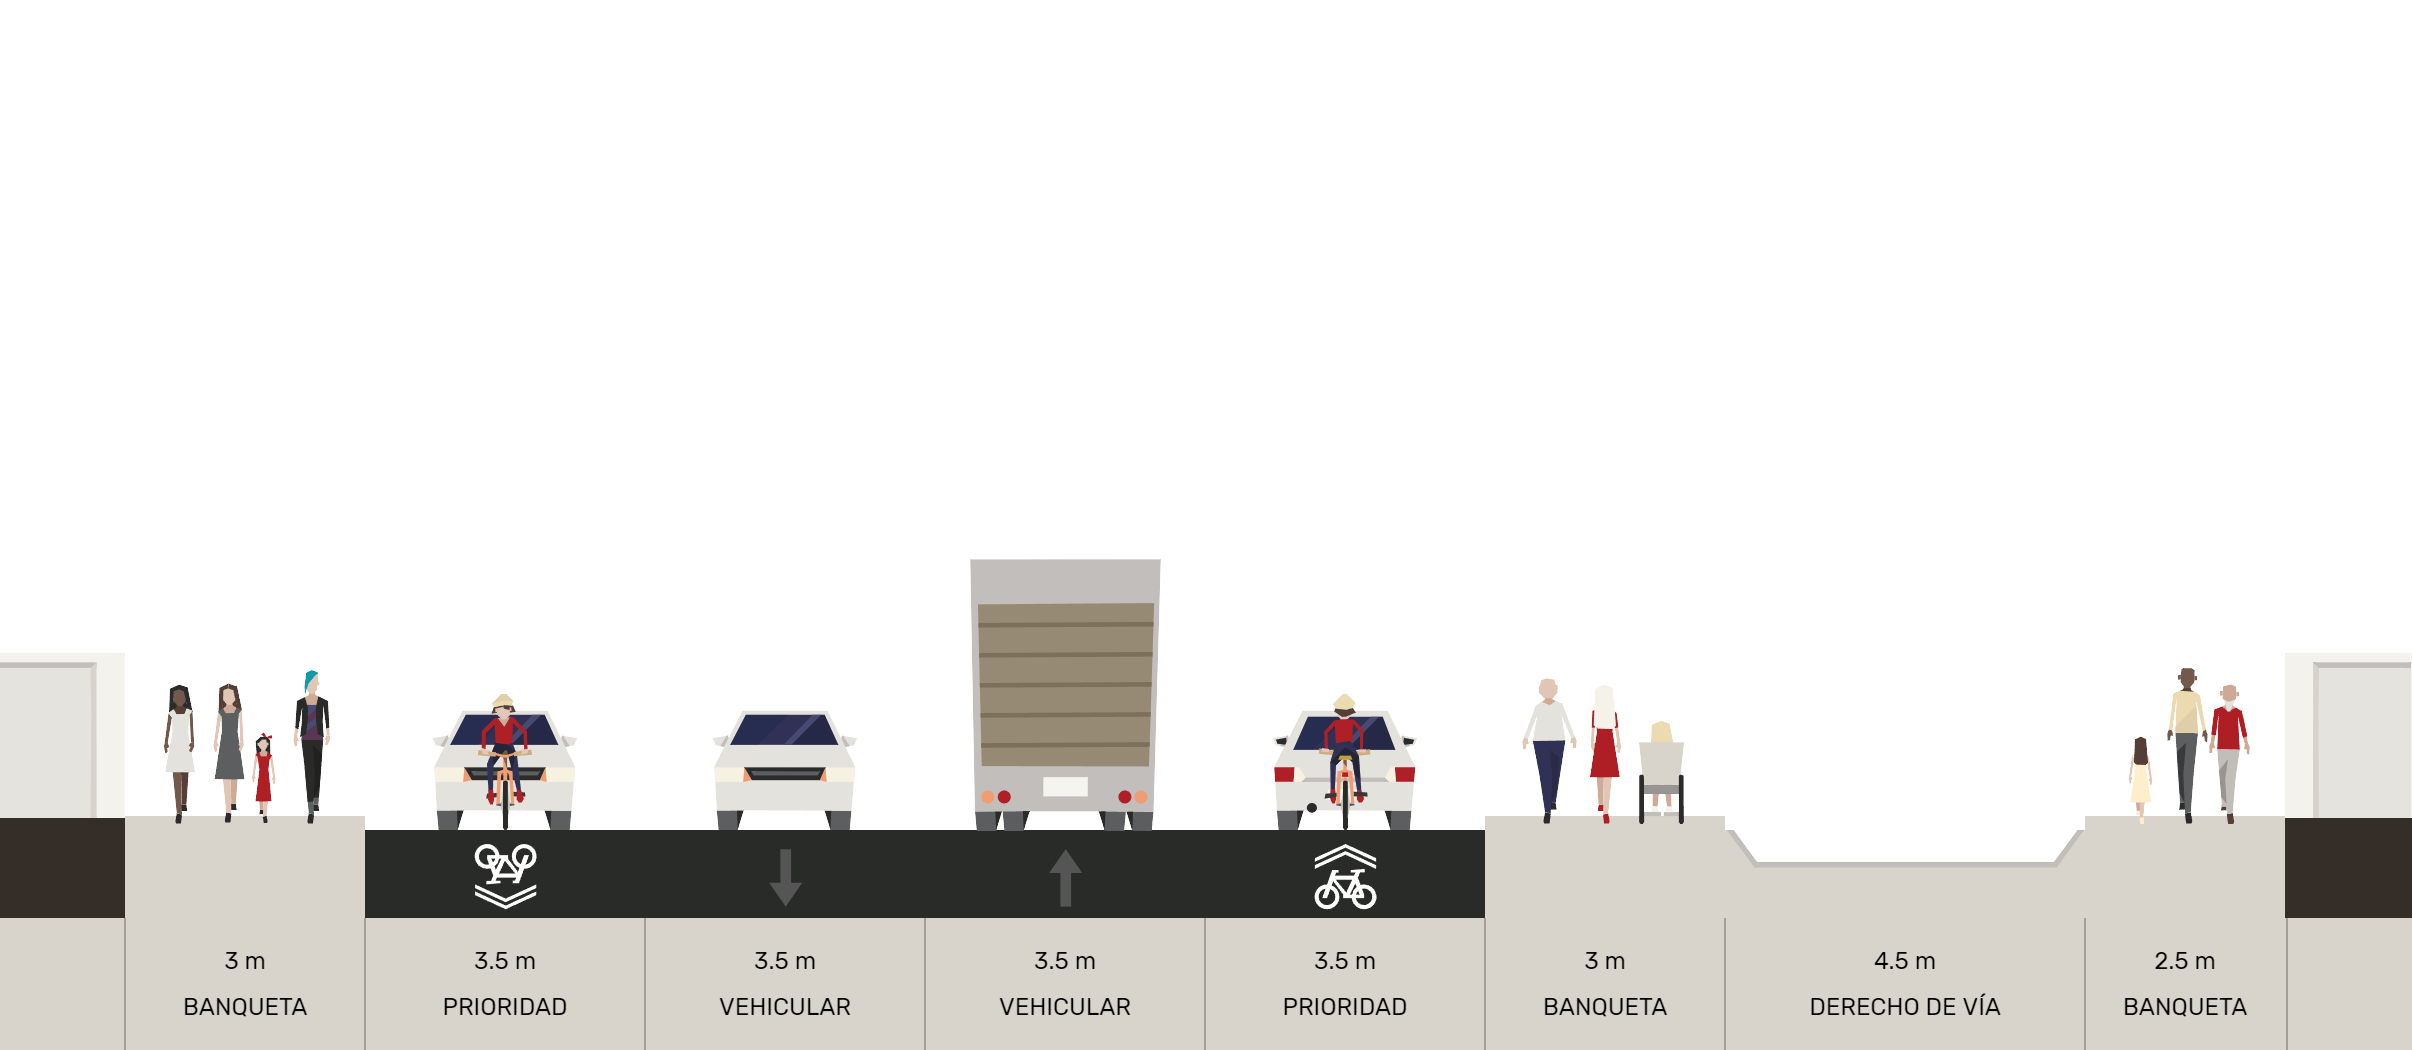 3 m
BANQUETA
3.5 m
PRIORIDAD
3.5 m
VEHICULAR
3.5 m
VEHICULAR
3.5 m
PRIORIDAD
3 m
BANQUETA
4.5 m
DERECHO DE VÍA
2.5 m
BANQUETA